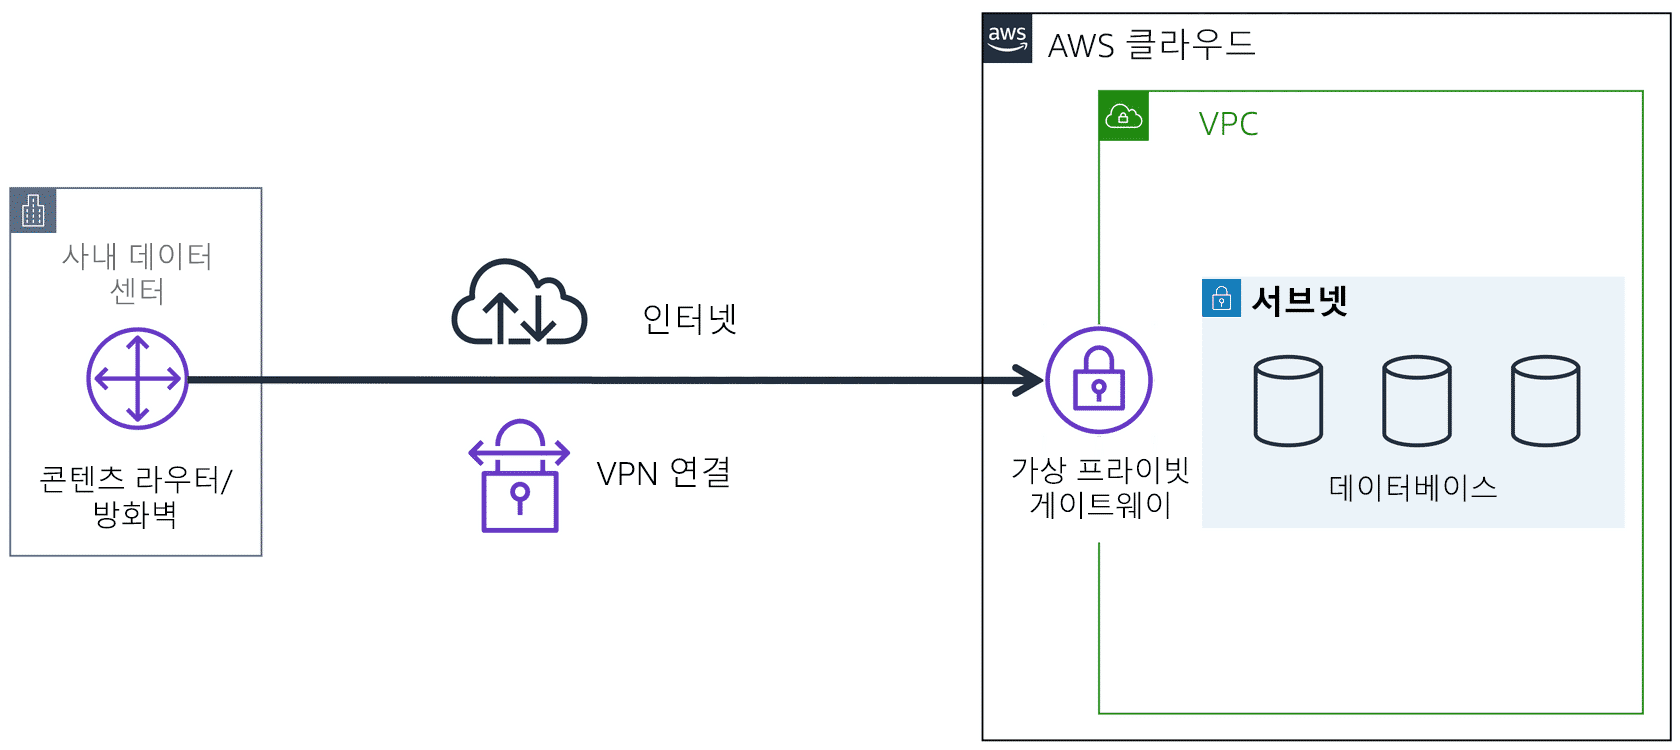 aws
AWS 클라우드
VPC
사내 데이터
센터
인터넷
서브넷
콘텐츠 라우터/
방화벽
VPN 연결
가상 프라이빗
게이트웨이
데이터베이스